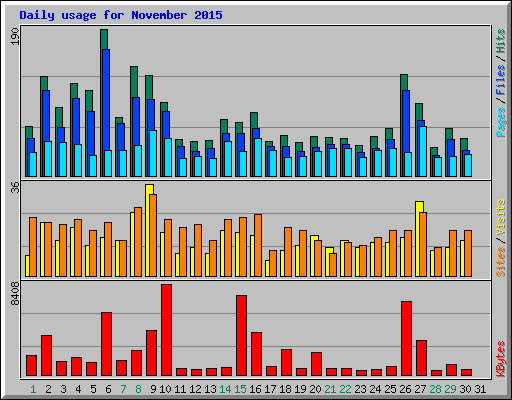 Daily usage for November 2015
190
Pages/Files/Hits
36
Sites/Visits
8408
KBytes
1 2 3 4 5 6 7 8 9 10 11 12 13 14 15 16 17 18 19 20 21 22 23 24 25 26 27 28 29 30 31